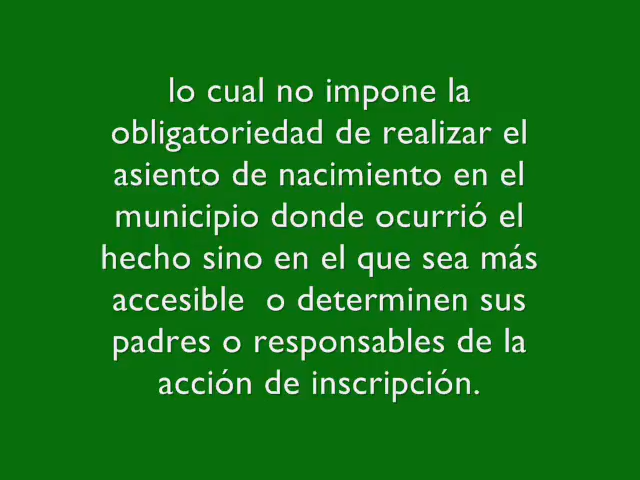 lo cual no impone la
obligatoriedad de realizar el
asiento de nacimiento en el
municipio donde ocurrió el
hecho sino en el que sea más
accesible  o determinen sus
padres o responsables de la
acción de inscripción.